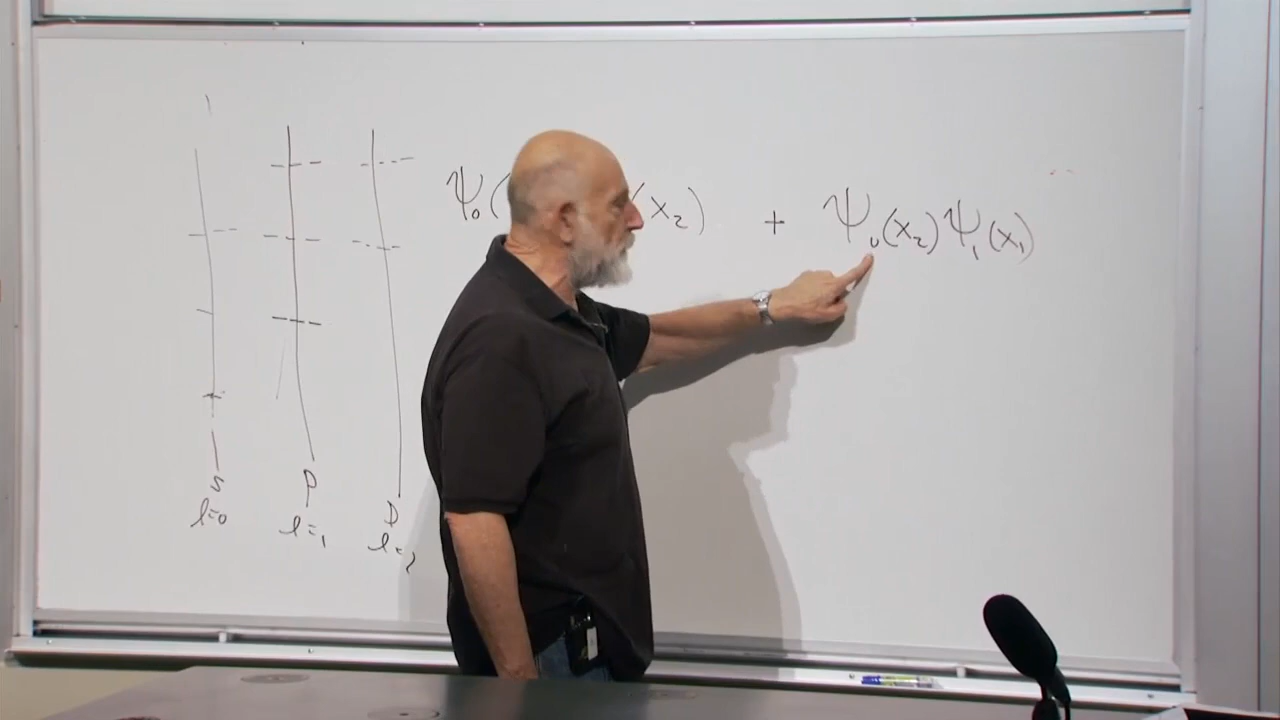 ψ₀( (x₂) + ψ₀(x₂)ψ₁(x₁)
S P D
l=0 l=1 l=2